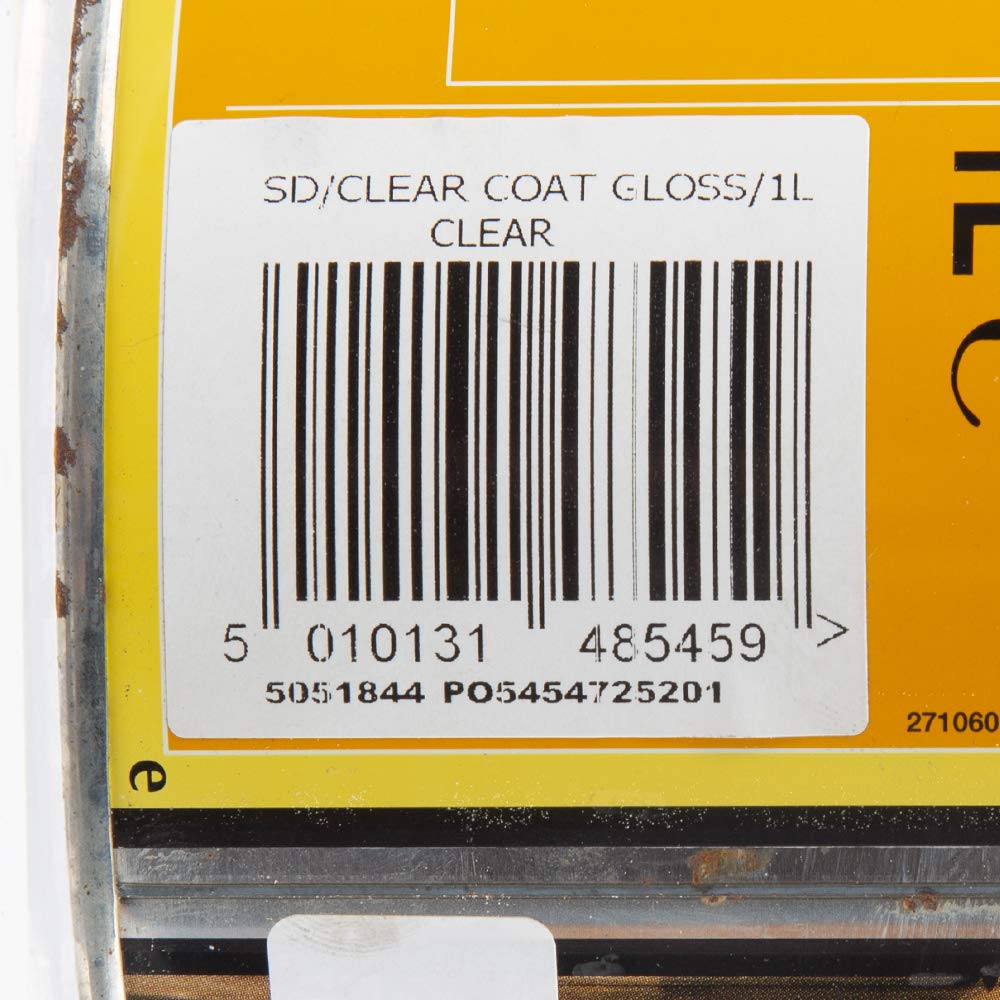 SD/CLEAR COAT GLOSS/1L
CLEAR
5 010131 485459 >
5051844 PO5454725201
271060
e